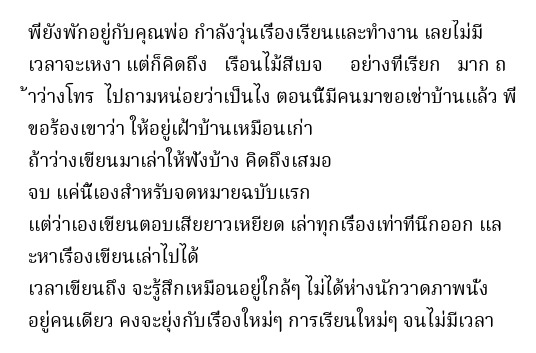 พี่ยังพักอยู่กับคุณพ่อ กำลังวุ่นเรื่องเรียนและทำงาน เลยไม่มี
เวลาจะเหงา แต่ก็คิดถึง เรือนไม้สีเบจ อย่างที่เรียก มาก ถ
้าว่างโทร ไปถามหน่อยว่าเป็นไง ตอนนี้มีคนมาขอเช่าบ้านแล้ว พี่
ขอร้องเขาว่า ให้อยู่เฝ้าบ้านเหมือนเก่า
ถ้าว่างเขียนมาเล่าให้ฟังบ้าง คิดถึงเสมอ
จบ แค่นี้เองสำหรับจดหมายฉบับแรก
แต่ว่าเองเขียนตอบเสียยาวเหยียด เล่าทุกเรื่องเท่าที่นึกออก แล
ะหาเรื่องเขียนเล่าไปได้
เวลาเขียนถึง จะรู้สึกเหมือนอยู่ใกล้ๆ ไม่ได้ห่างนักวาดภาพนั่ง
อยู่คนเดียว คงจะยุ่งกับเรื่องใหม่ๆ การเรียนใหม่ๆ จนไม่มีเวลา